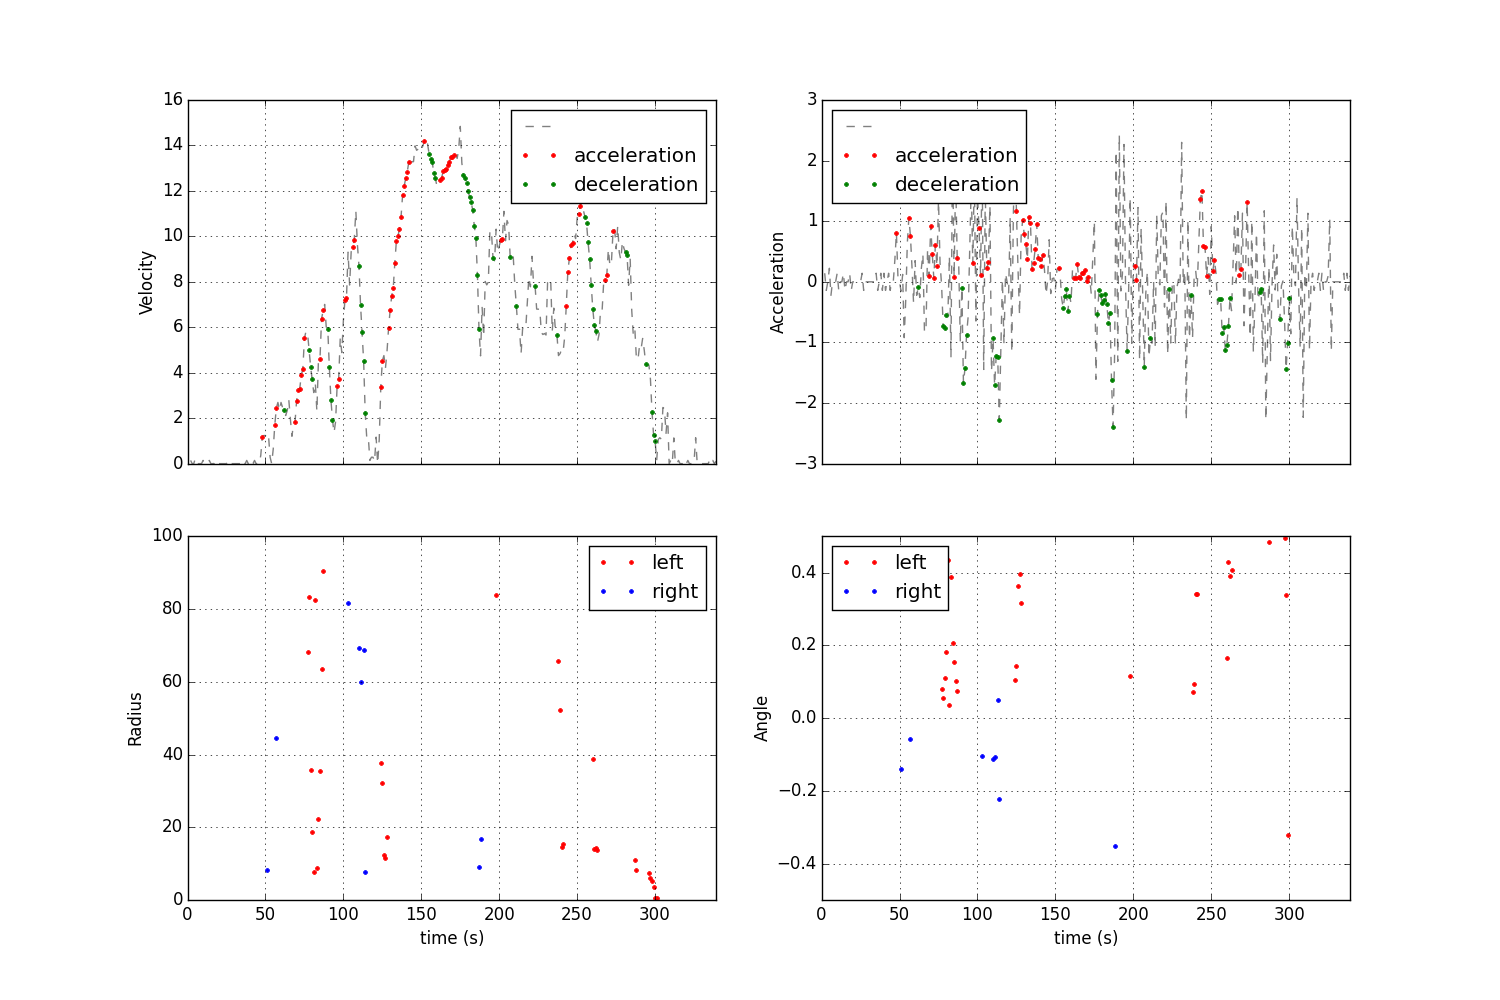 16
14
12
10
8
6
4
2
0
Velocity
acceleration
deceleration
3
2
1
0
−1
−2
−3
Acceleration
acceleration
deceleration
100
80
60
40
20
0
Radius
left
right
0 50 100 150 200 250 300
time (s)
0.4
0.2
0.0
−0.2
−0.4
Angle
left
right
0 50 100 150 200 250 300
time (s)